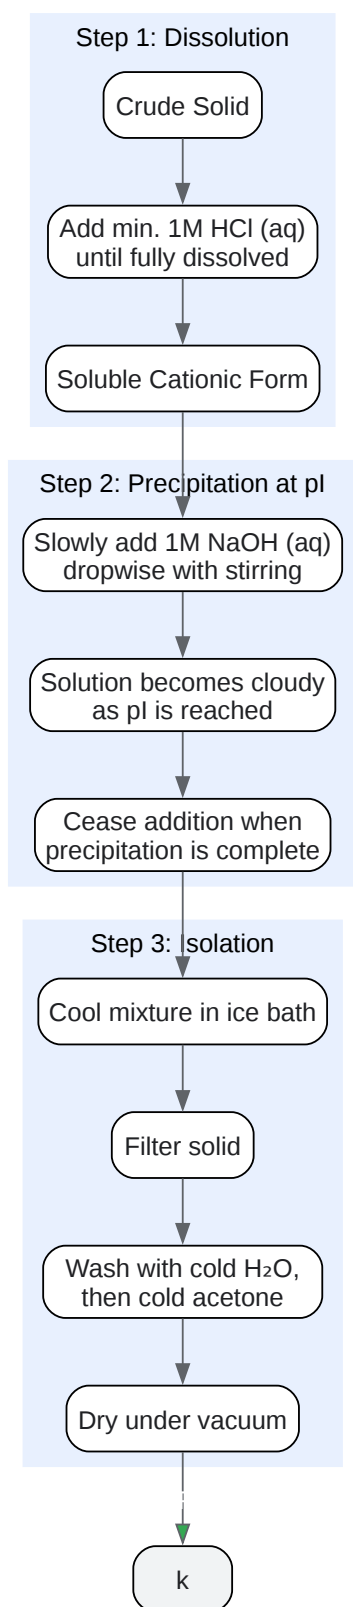 Step 1: Dissolution
Crude Solid
Add min. 1M HCl (aq)
until fully dissolved
Soluble Cationic Form
Step 2: Precipitation at pI
Slowly add 1M NaOH (aq)
dropwise with stirring
Solution becomes cloudy
as pI is reached
Cease addition when
precipitation is complete
Step 3: Isolation
Cool mixture in ice bath
Filter solid
Wash with cold H₂O,
then cold acetone
Dry under vacuum
k